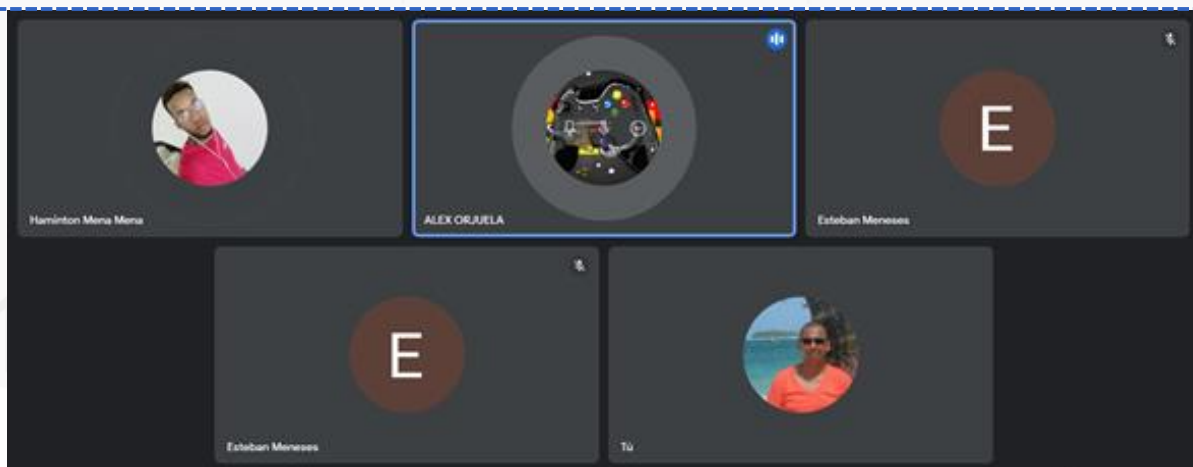 Haminton Mena Mena
ALEX ORJUELA
E
Esteban Meneses
E
Esteban Meneses
Tú